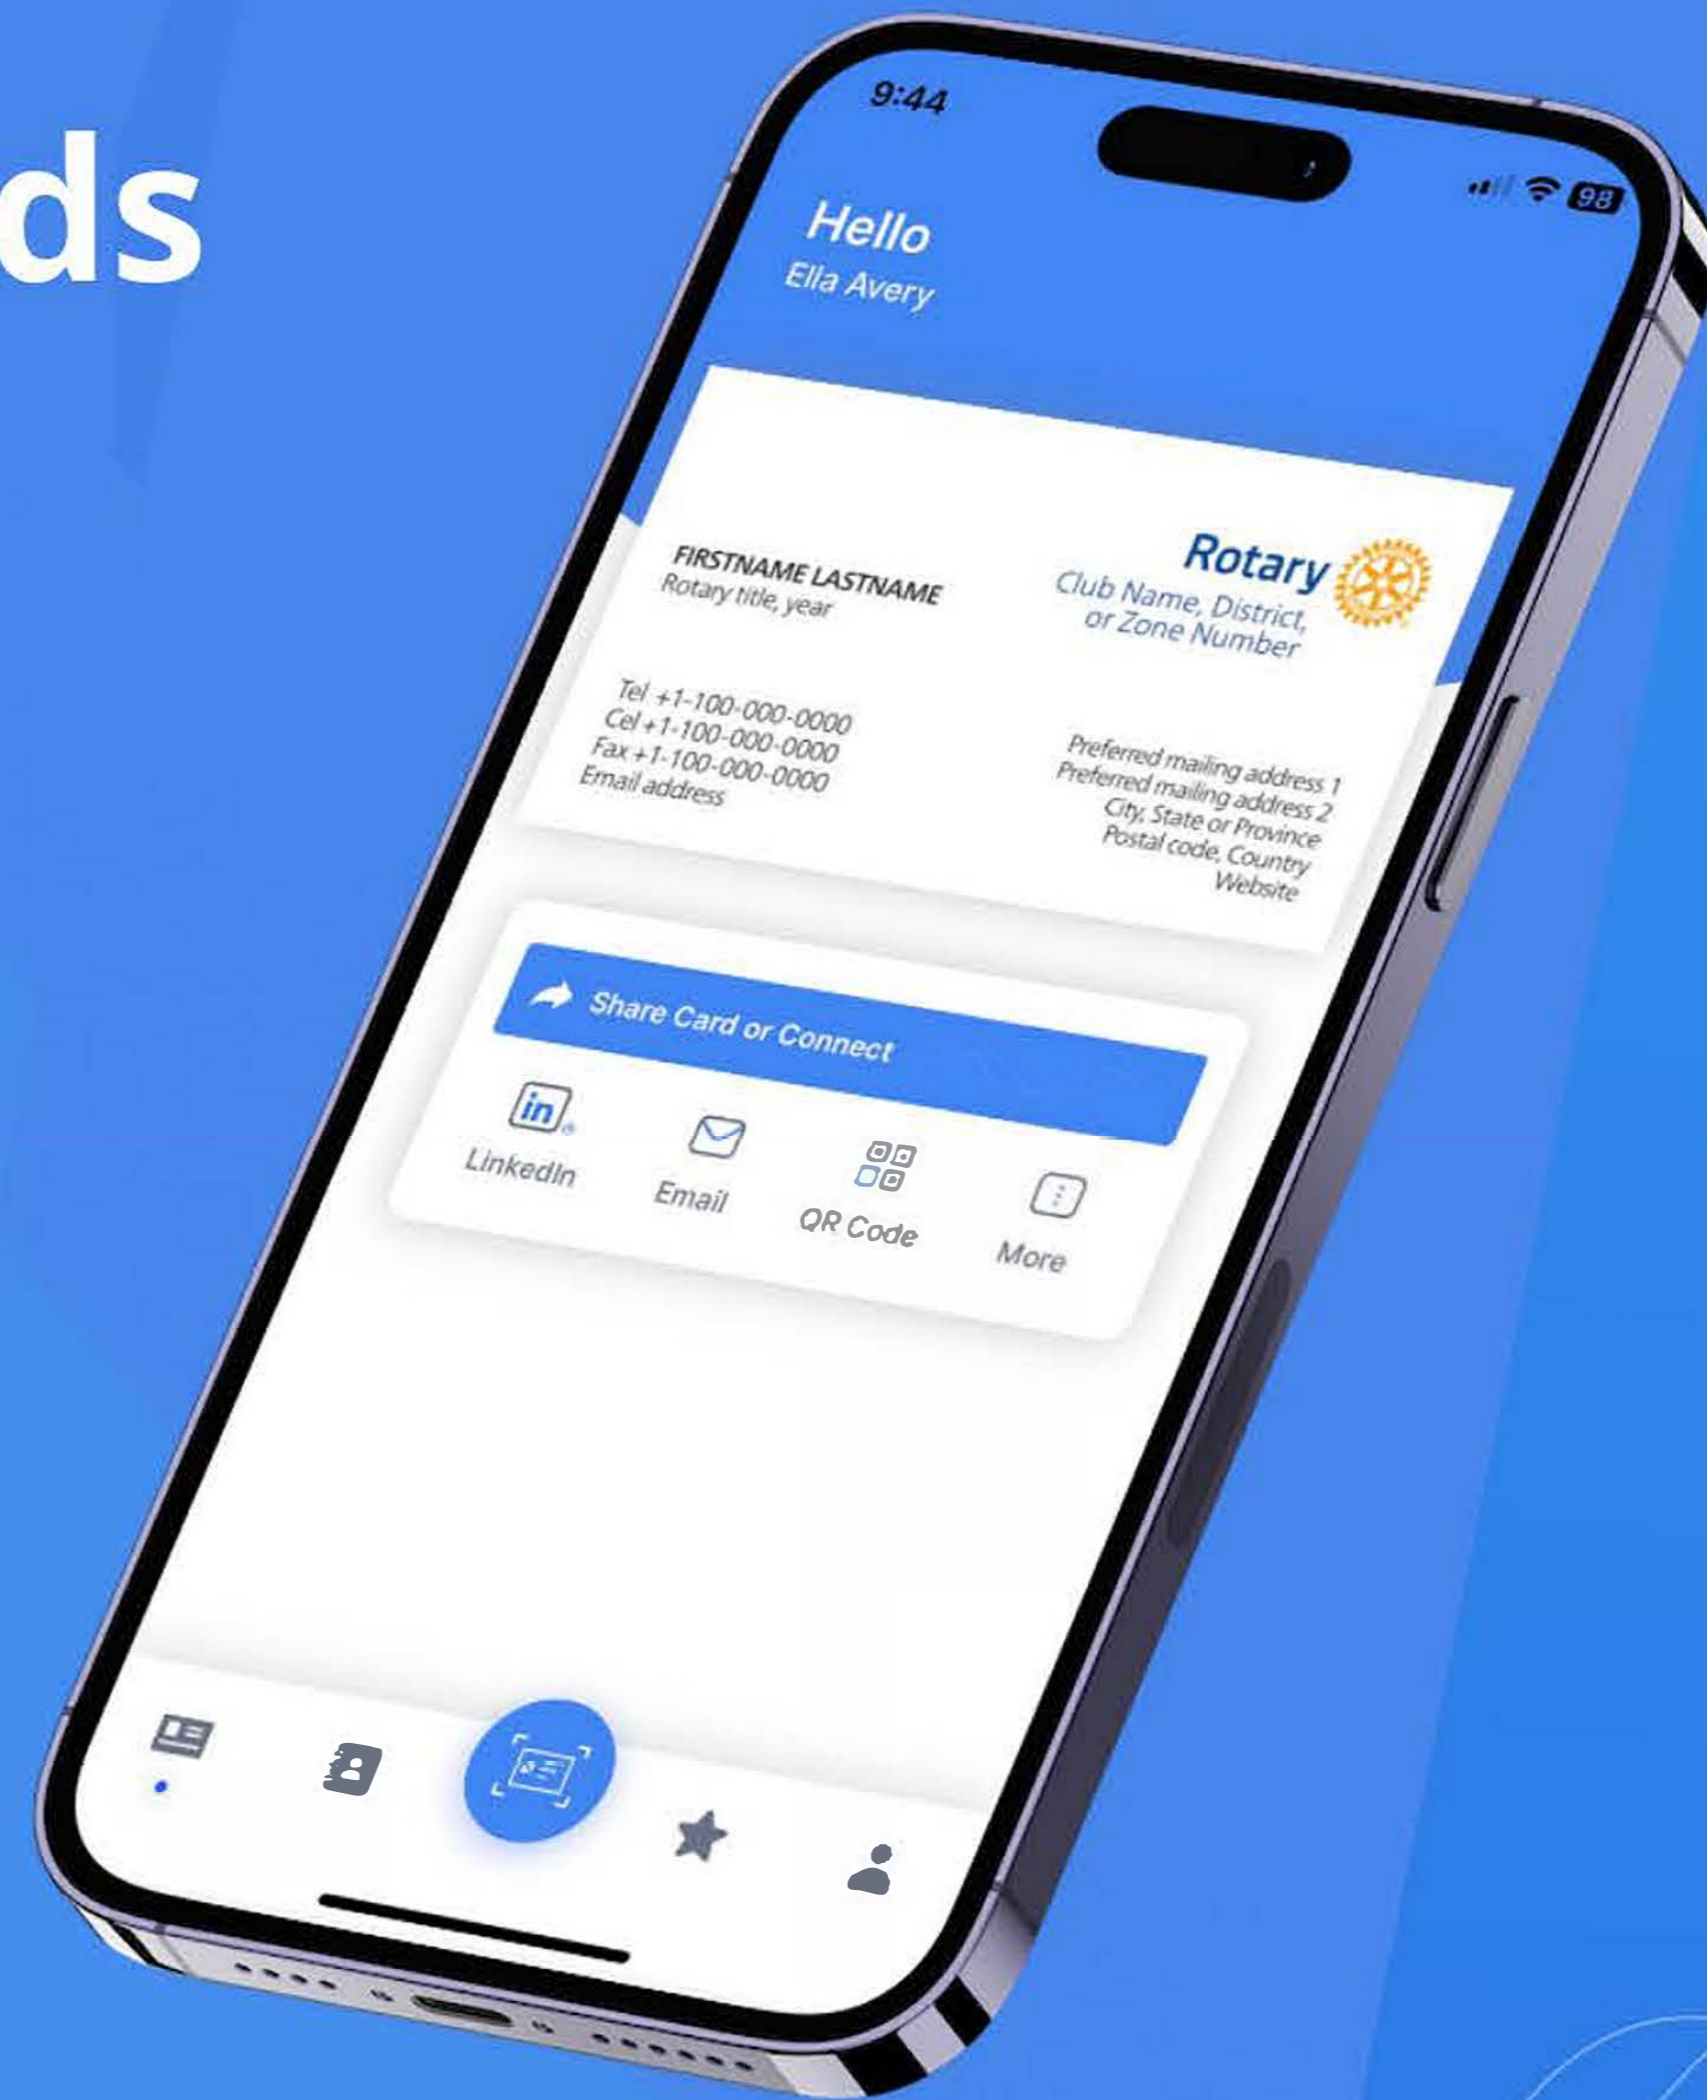 ds
9:44
98
Hello
Ella Avery
FIRSTNAME LASTNAME
Rotary title, year
Rotary
Club Name, District,
or Zone Number
Tel +1-100-000-0000
Cel +1-100-000-0000
Fax +1-100-000-0000
Email address
Preferred mailing address 1
Preferred mailing address 2
City, State or Province
Postal code, Country
Website
Share Card or Connect
in
LinkedIn
Email
QR Code
More